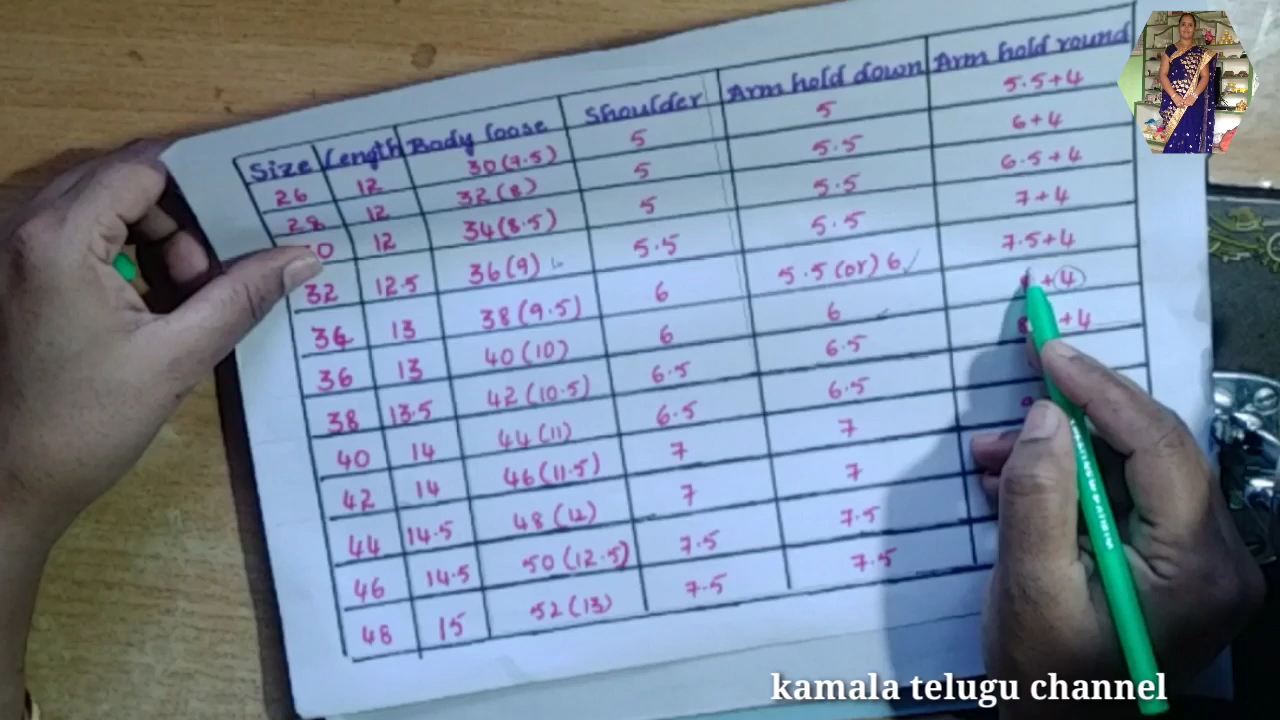 Size Length Body loose Shoulder Arm hold down Arm hold round
26 12 30(7.5) 5 5 5.5+4
28 12 32(8) 5 5.5 6+4
0 12 34(8.5) 5 5.5 6.5+4
32 12.5 36(9) 5.5 5.5 7+4
34 13 38(9.5) 6 5.5(or)6✓ 7.5+4
36 13 40(10) 6 6 +4
38 13.5 42(10.5) 6.5 6.5 8 +4
40 14 44(11) 6.5 6.5
42 14 46(11.5) 7 7
44 14.5 48(12) 7 7
46 14.5 50(12.5) 7.5 7.5
48 15 52(13) 7.5 7.5
kamala telugu channel